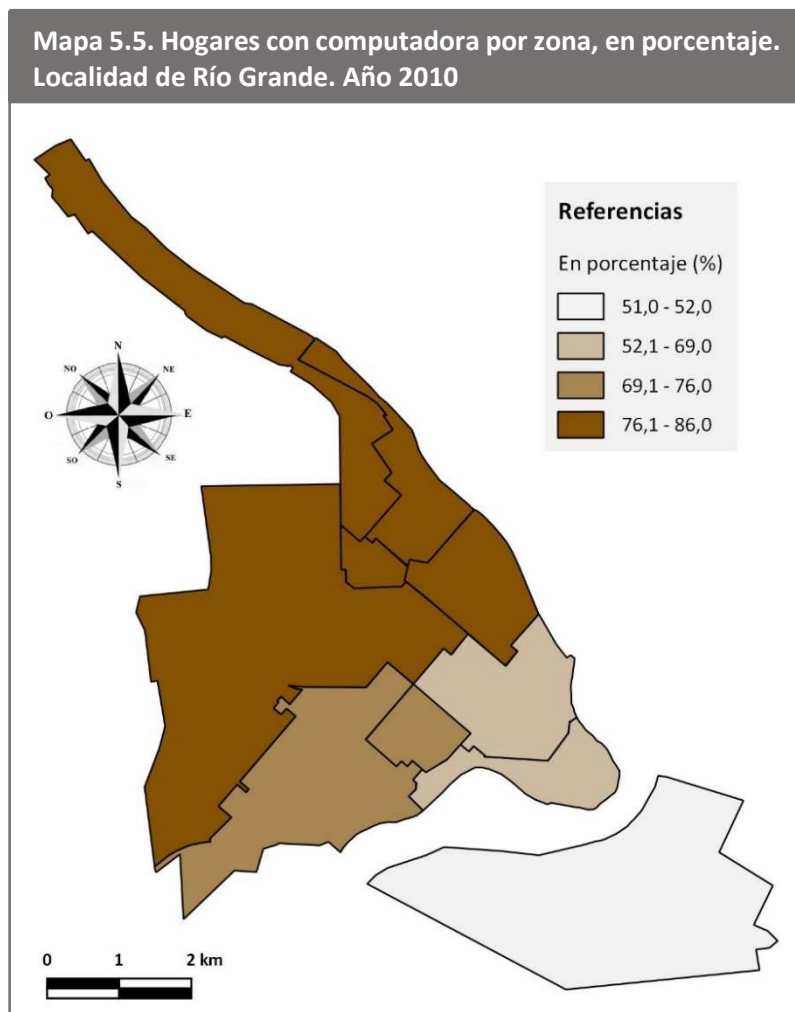 Mapa 5.5. Hogares con computadora por zona, en porcentaje.
Localidad de Río Grande. Año 2010
Referencias
En porcentaje (%)
51,0 - 52,0
52,1 - 69,0
69,1 - 76,0
76,1 - 86,0
N
NO
NE
O
E
SO
SE
S
0 1 2 km